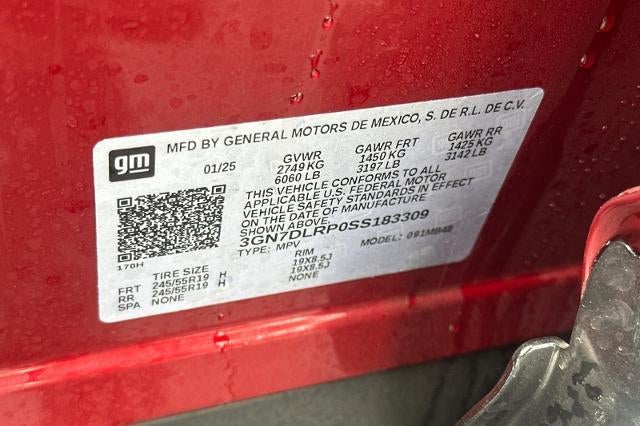 MFD BY GENERAL MOTORS DE MEXICO, S. DE R.L. DE C.V.
gm
01/25 GVWR GAWR FRT GAWR RR
2749 KG 1450 KG 1425 KG
6060 LB 3197 LB 3142 LB
THIS VEHICLE CONFORMS TO ALL
APPLICABLE U.S. FEDERAL MOTOR
VEHICLE SAFETY STANDARDS IN EFFECT
ON THE DATE OF MANUFACTURE
SHOWN ABOVE.
3GN7DLRP0SS183309
TYPE: MPV MODEL: 091MB48
170H
TIRE SIZE RIM
FRT 245/55R19 H 19X8.5J
RR 245/55R19 H 19X8.5J
SPA NONE NONE